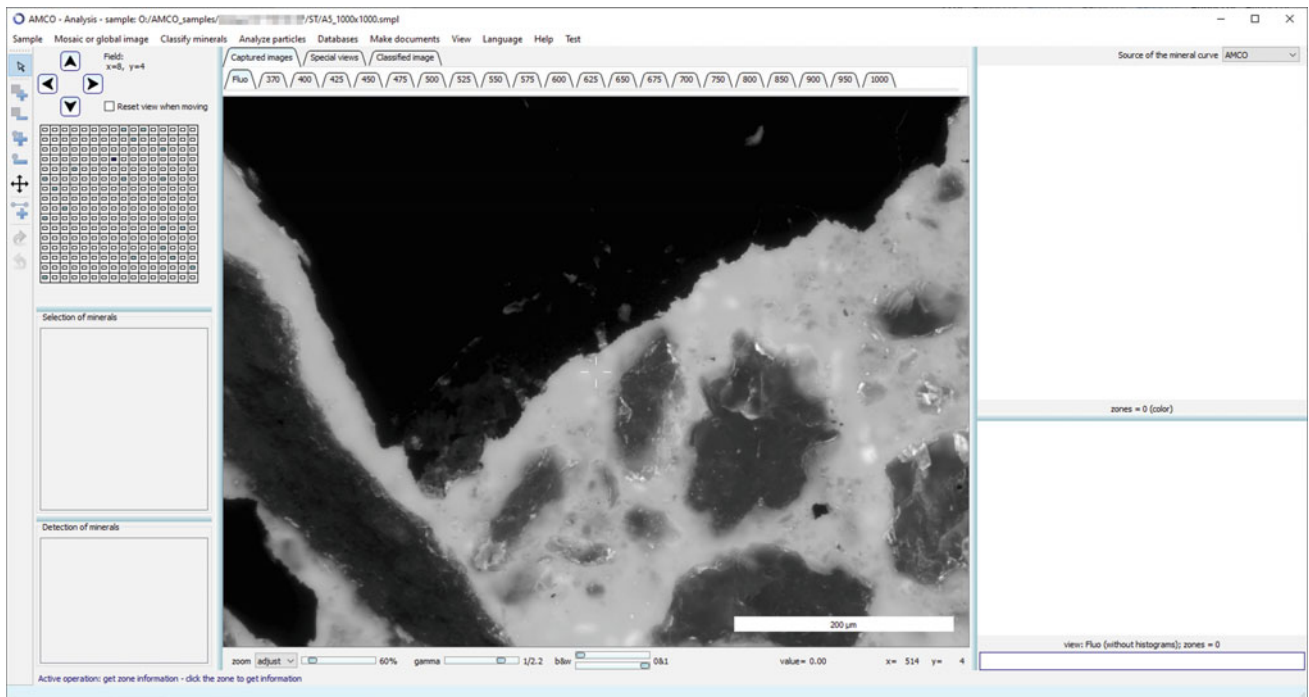 AMCO - Analysis - sample: O:/AMCO_samples/ /ST/A5_1000x1000.smpl
Sample Mosaic or global image Classify minerals Analyze particles Databases Make documents View Language Help Test
Field:
x=8, y=4
Reset view when moving
Captured images Special views Classified image
Fluo 370 400 425 450 475 500 525 550 575 600 625 650 675 700 750 800 850 900 950 1000
Source of the mineral curve AMCO
Selection of minerals
Detection of minerals
200 µm
zones = 0 (color)
view: Fluo (without histograms); zones = 0
zoom adjust 60% gamma 1/2.2 b&w 0&1 value= 0.00 x= 514 y= 4
Active operation: get zone information - click the zone to get information